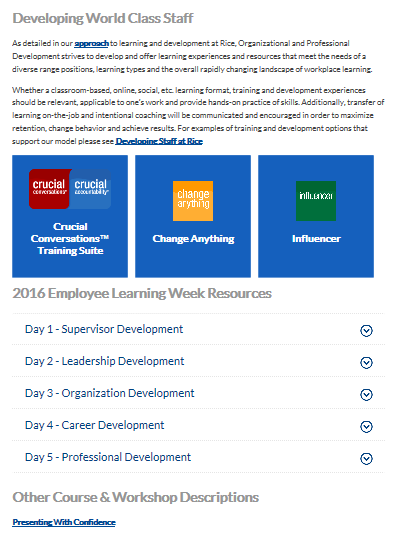 Developing World Class Staff
As detailed in our approach to learning and development at Rice, Organizational and Professional
Development strives to develop and offer learning experiences and resources that meet the needs of a
diverse range positions, learning types and the overall rapidly changing landscape of workplace learning.
Whether a classroom-based, online, social, etc. learning format, training and development experiences
should be relevant, applicable to one's work and provide hands-on practice of skills. Additionally, transfer of
learning on-the-job and intentional coaching will be communicated and encouraged in order to maximize
retention, change behavior and achieve results. For examples of training and development options that
support our model please see Developing Staff at Rice
crucial conversations® crucial accountability®
Crucial
Conversations™
Training Suite
change
anything
Change Anything
influencer
Influencer
2016 Employee Learning Week Resources
Day 1 - Supervisor Development
Day 2 - Leadership Development
Day 3 - Organization Development
Day 4 - Career Development
Day 5 - Professional Development
Other Course & Workshop Descriptions
Presenting With Confidence